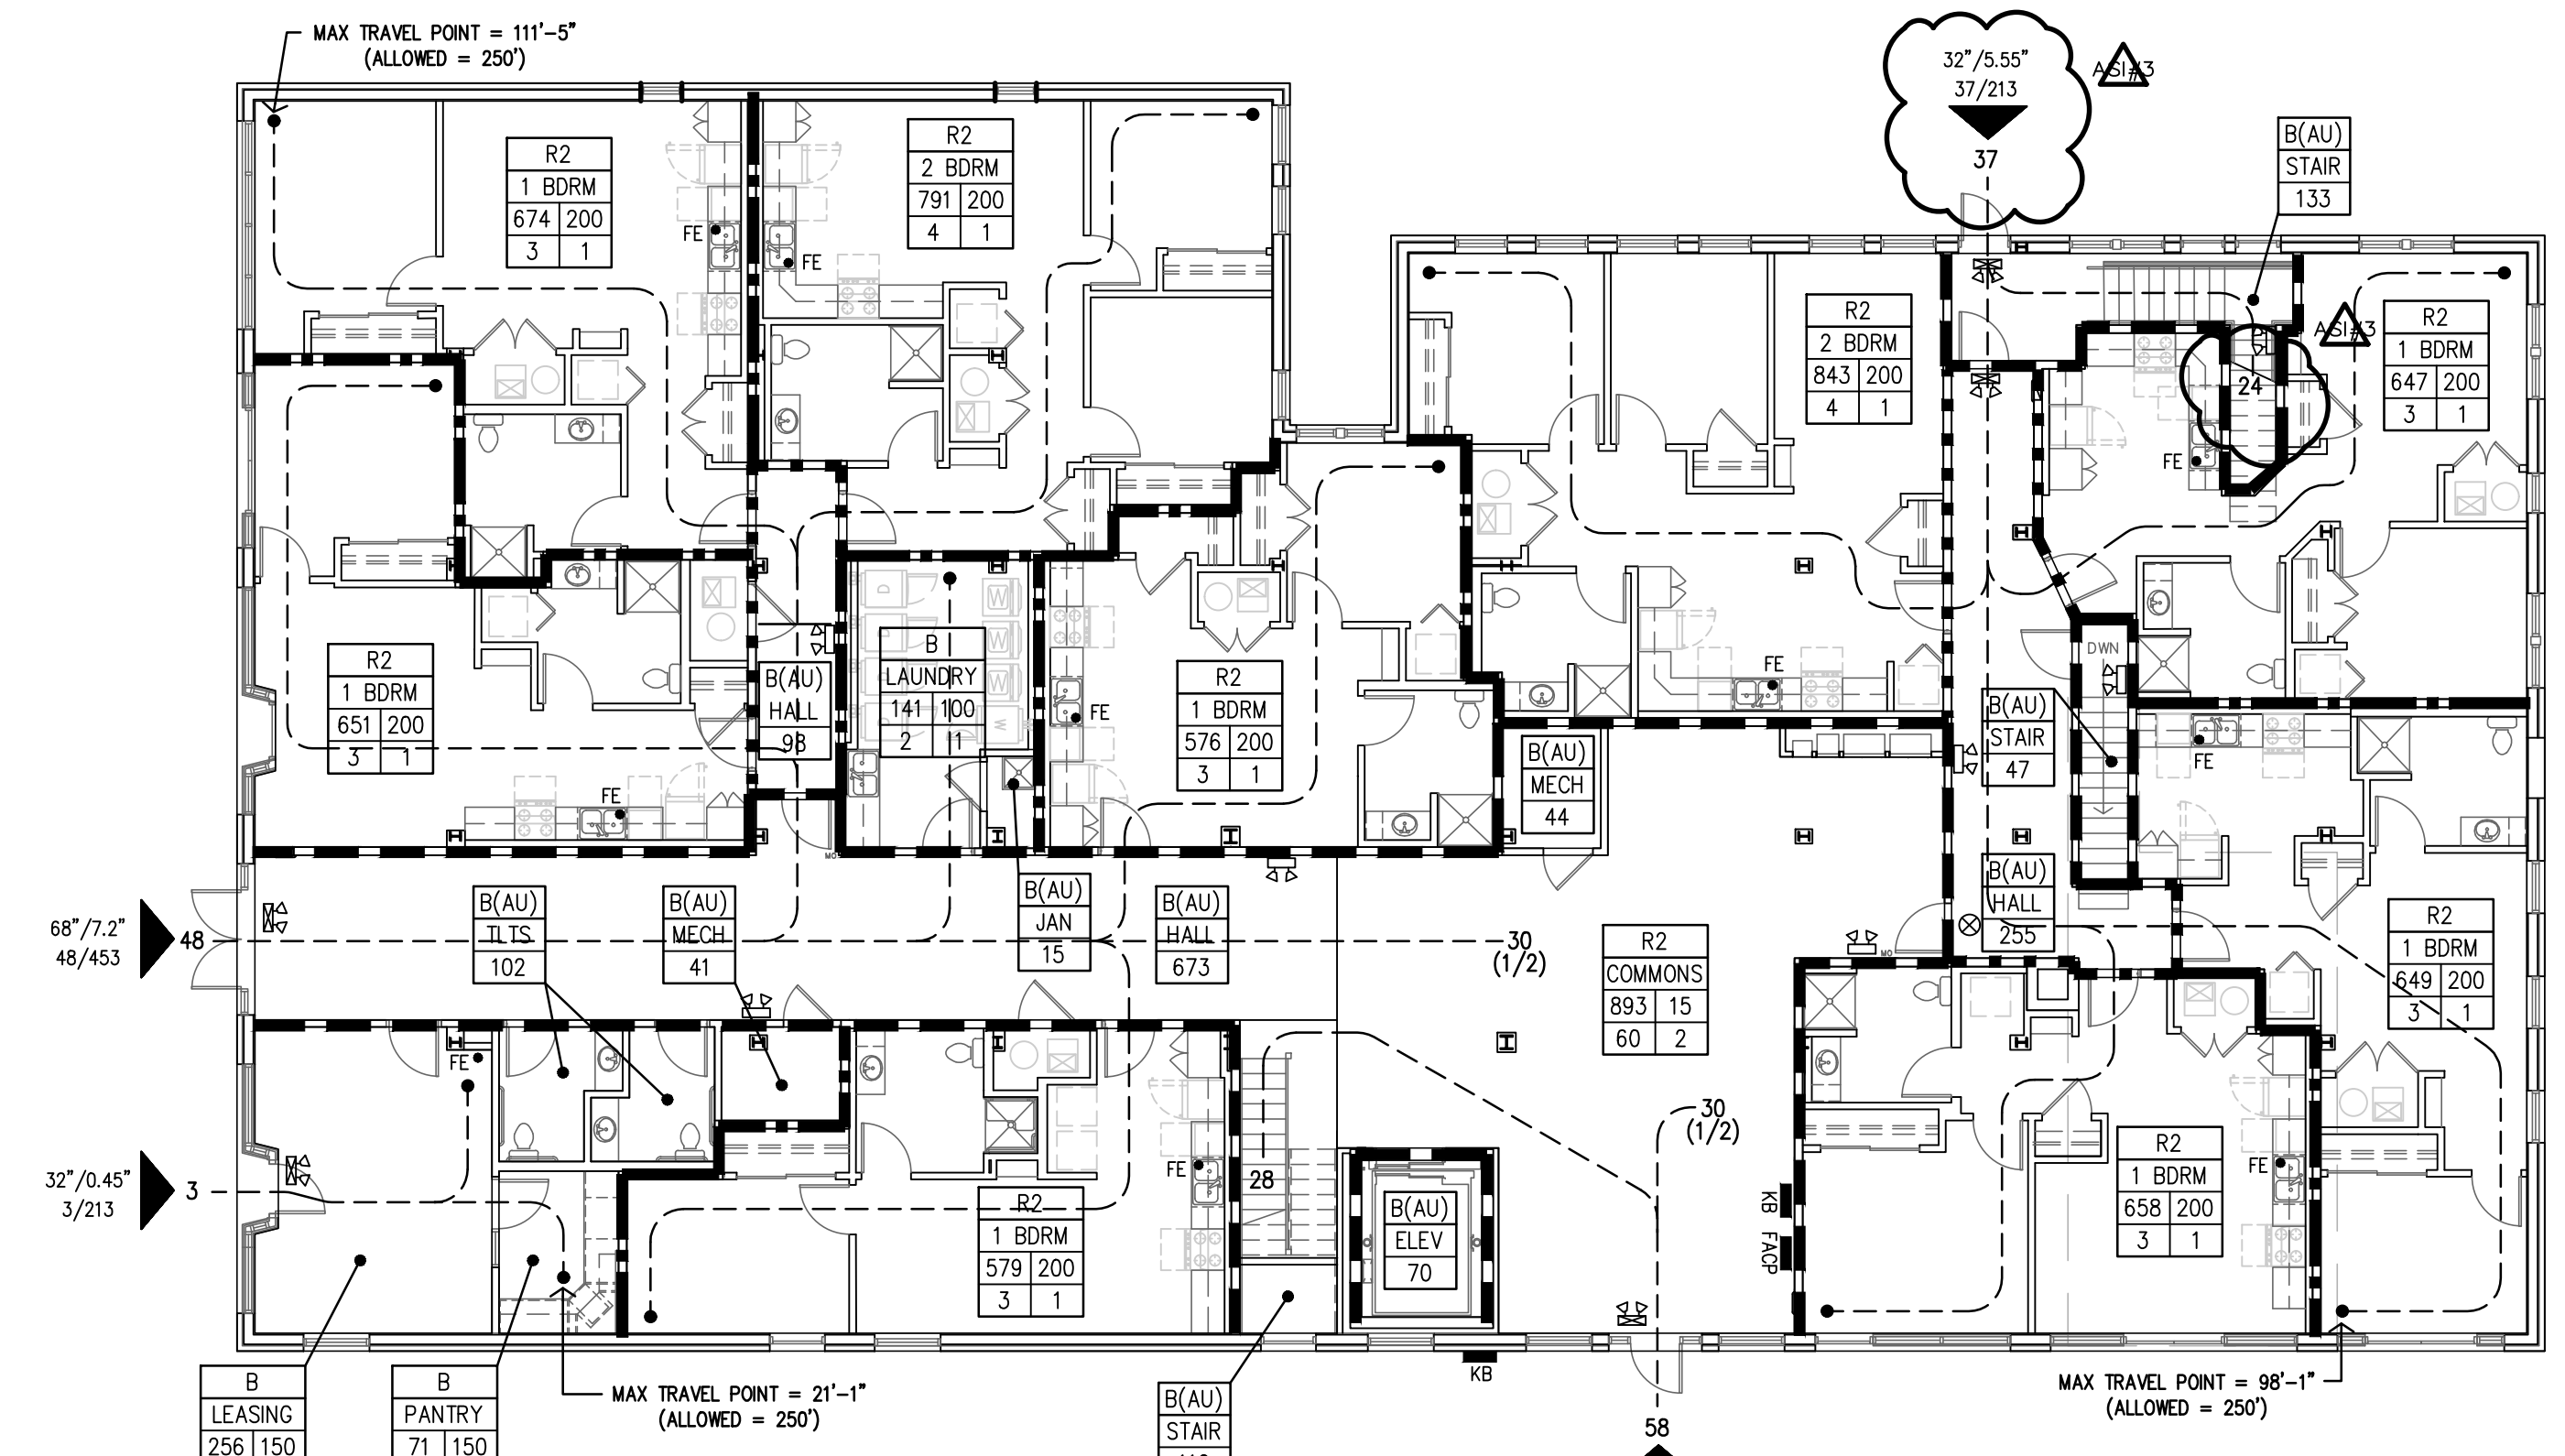 MAX TRAVEL POINT = 111'-5"
(ALLOWED = 250')
32"/5.55"
37/213
37
ASI#3
B(AU)
STAIR
133
R2
1 BDRM
674 200
3 1
FE
R2
2 BDRM
791 200
4 1
FE
R2
2 BDRM
843 200
4 1
FE
ASI#3
R2
1 BDRM
647 200
3 1
24
FE
R2
1 BDRM
651 200
3 1
FE
B(AU)
HALL
98
B
LAUNDRY
141 100
2 1
D
W
W
W
W
R2
1 BDRM
576 200
3 1
FE
B(AU)
MECH
44
DWN
B(AU)
STAIR
47
FE
MO
68"/7.2"
48/453
48
B(AU)
TLTS
102
B(AU)
MECH
41
B(AU)
JAN
15
B(AU)
HALL
673
30
(1/2)
R2
COMMONS
893 15
60 2
MO
B(AU)
HALL
255
R2
1 BDRM
649 200
3 1
FE
32"/0.45"
3/213
3
28
30
(1/2)
FE
R2
1 BDRM
579 200
3 1
B(AU)
ELEV
70
KB
FACP
R2
1 BDRM
658 200
3 1
FE
B
LEASING
256 150
B
PANTRY
71 150
MAX TRAVEL POINT = 21'-1"
(ALLOWED = 250')
B(AU)
STAIR
KB
58
MAX TRAVEL POINT = 98'-1"
(ALLOWED = 250')